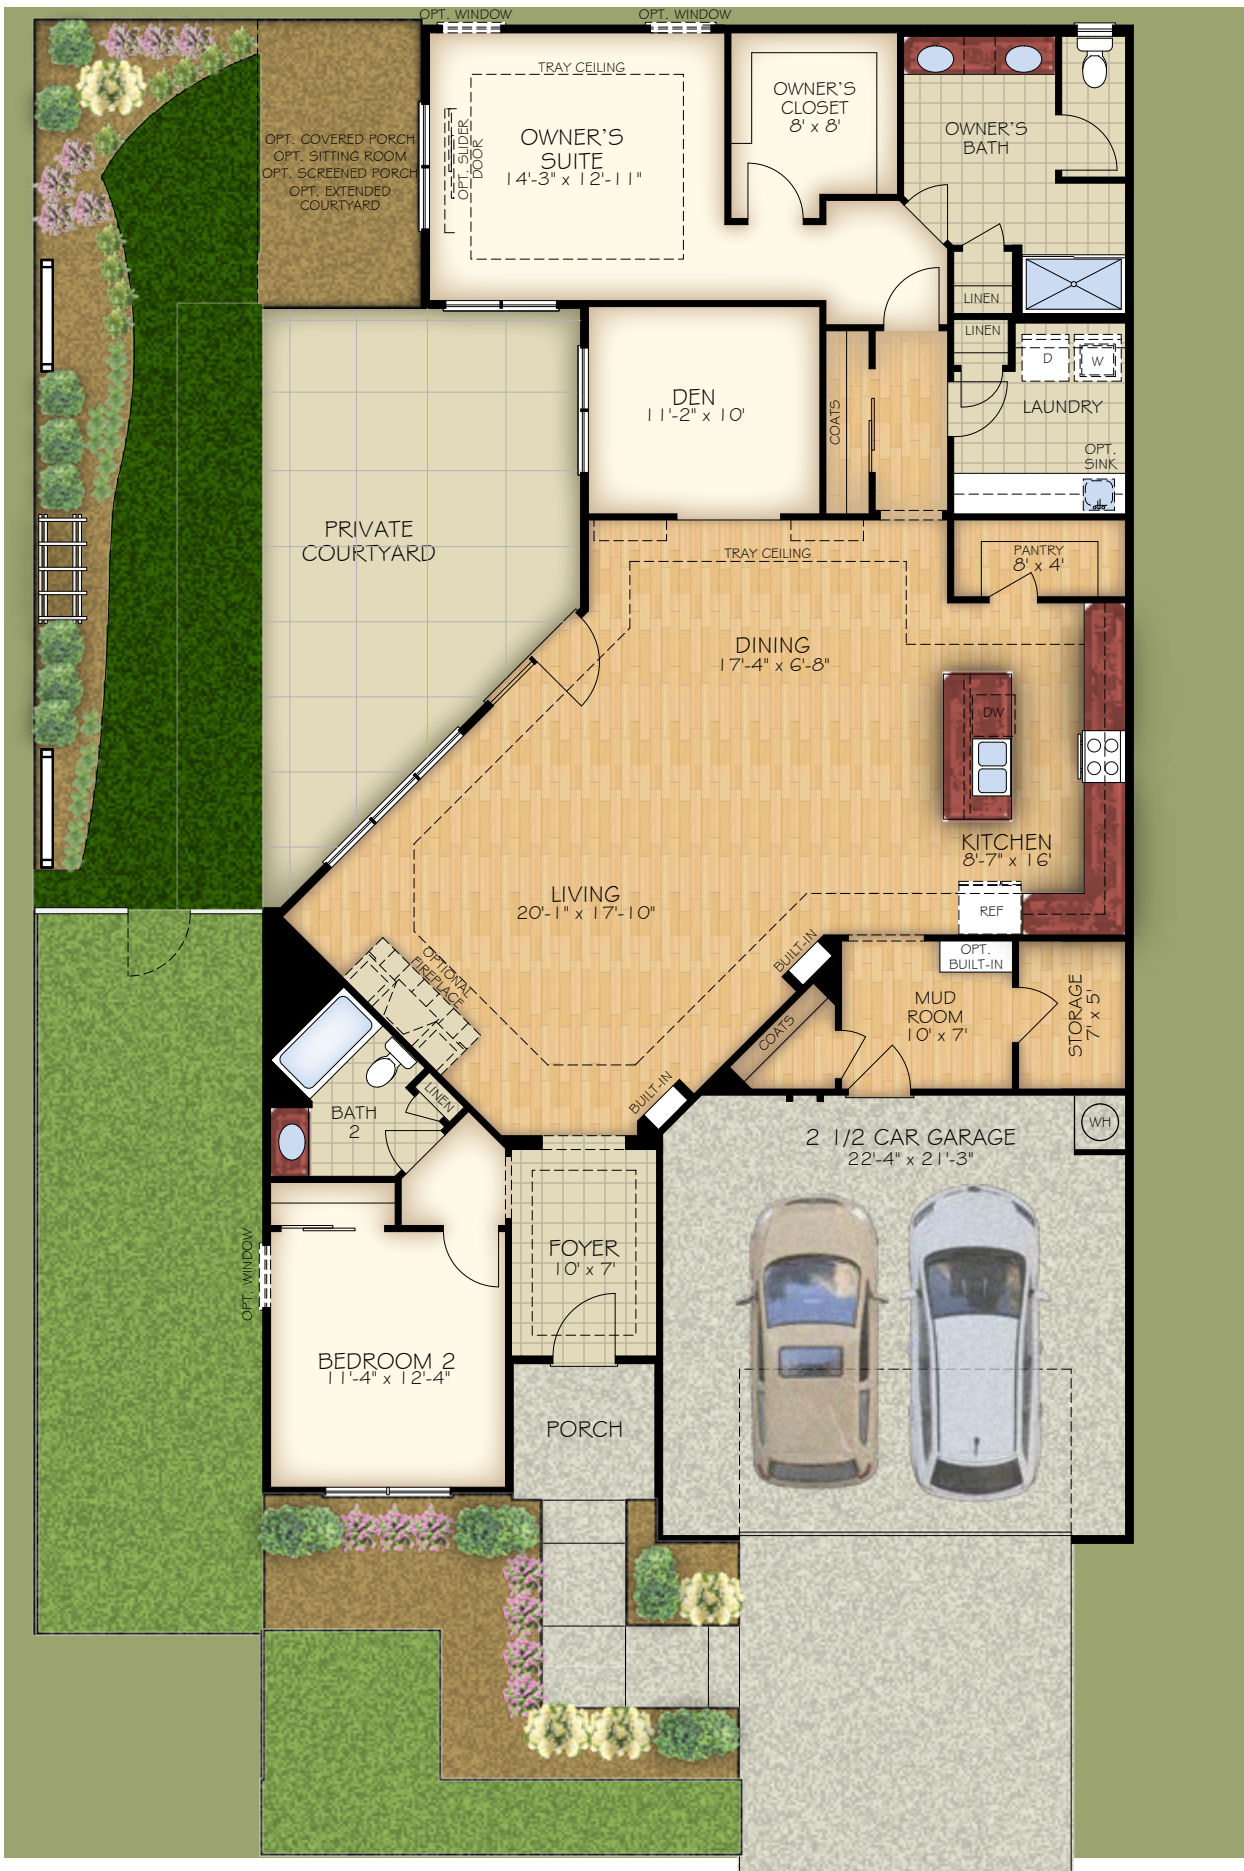 OPT. WINDOW
OPT. WINDOW
TRAY CEILING
OWNER'S
SUITE
14'-3" x 12'-11"
OPT. SLIDER
DOOR
OWNER'S
CLOSET
8' x 8'
OWNER'S
BATH
OPT. COVERED PORCH
OPT. SITTING ROOM
OPT. SCREENED PORCH
OPT. EXTENDED
COURTYARD
LINEN
LINEN
D
W
LAUNDRY
OPT.
SINK
DEN
11'-2" x 10'
COATS
PRIVATE
COURTYARD
TRAY CEILING
PANTRY
8' x 4'
DINING
17'-4" x 6'-8"
DW
KITCHEN
8'-7" x 16'
REF
LIVING
20'-1" x 17'-10"
OPTIONAL
FIREPLACE
BUILT-IN
OPT.
BUILT-IN
MUD
ROOM
10' x 7'
STORAGE
7' x 5'
COATS
BUILT-IN
LINEN
BATH
2
2 1/2 CAR GARAGE
22'-4" x 21'-3"
WH
OPT. WINDOW
FOYER
10' x 7'
BEDROOM 2
11'-4" x 12'-4"
PORCH